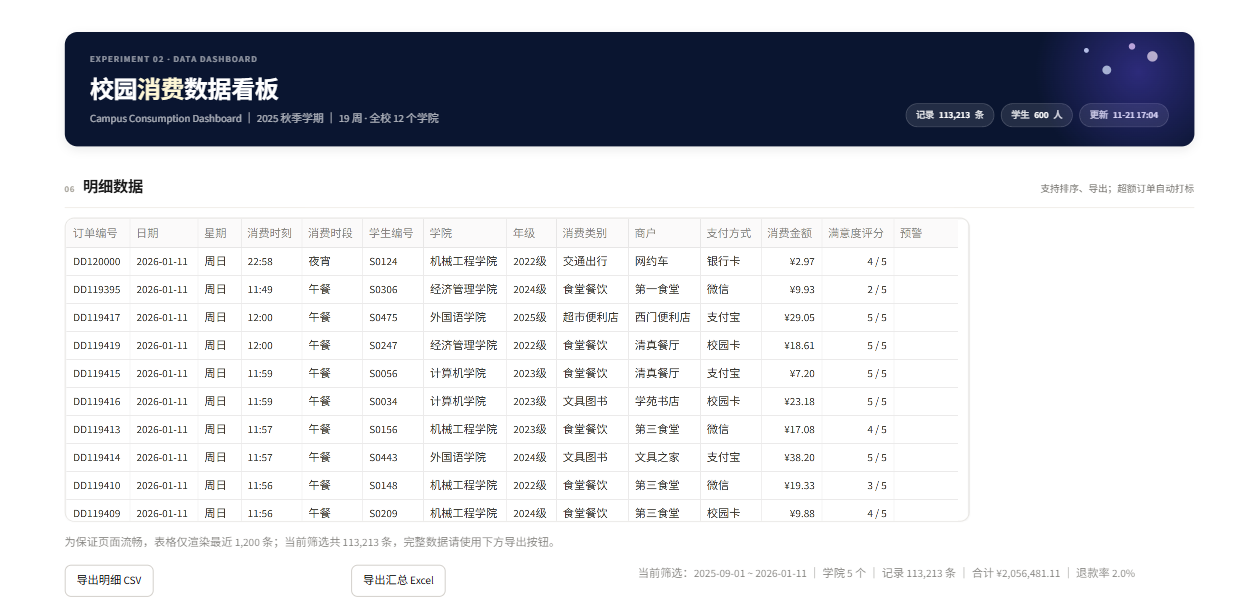 EXPERIMENT 02 · DATA DASHBOARD
校园消费数据看板
Campus Consumption Dashboard | 2025 秋季学期 | 19 周 · 全校 12 个学院
记录 113,213 条 学生 600 人 更新 11-21 17:04
06 明细数据 支持排序、导出；超额订单自动打标
订单编号 日期 星期 消费时刻 消费时段 学生编号 学院 年级 消费类别 商户 支付方式 消费金额 满意度评分 预警
DD120000 2026-01-11 周日 22:58 夜宵 S0124 机械工程学院 2022级 交通出行 网约车 银行卡 ¥2.97 4 / 5
DD119395 2026-01-11 周日 11:49 午餐 S0306 经济管理学院 2024级 食堂餐饮 第一食堂 微信 ¥9.93 2 / 5
DD119417 2026-01-11 周日 12:00 午餐 S0475 外国语学院 2025级 超市便利店 西门便利店 支付宝 ¥29.05 5 / 5
DD119419 2026-01-11 周日 12:00 午餐 S0247 经济管理学院 2022级 食堂餐饮 清真餐厅 校园卡 ¥18.61 5 / 5
DD119415 2026-01-11 周日 11:59 午餐 S0056 计算机学院 2023级 食堂餐饮 清真餐厅 支付宝 ¥7.20 5 / 5
DD119416 2026-01-11 周日 11:59 午餐 S0034 计算机学院 2023级 文具图书 学苑书店 校园卡 ¥23.18 5 / 5
DD119413 2026-01-11 周日 11:57 午餐 S0156 机械工程学院 2023级 食堂餐饮 第三食堂 微信 ¥17.08 4 / 5
DD119414 2026-01-11 周日 11:57 午餐 S0443 外国语学院 2024级 文具图书 文具之家 支付宝 ¥38.20 5 / 5
DD119410 2026-01-11 周日 11:56 午餐 S0148 机械工程学院 2022级 食堂餐饮 第三食堂 微信 ¥19.33 3 / 5
DD119409 2026-01-11 周日 11:56 午餐 S0209 机械工程学院 2024级 食堂餐饮 第三食堂 校园卡 ¥9.88 4 / 5
为保证页面流畅，表格仅渲染最近 1,200 条；当前筛选共 113,213 条，完整数据请使用下方导出按钮。
导出明细 CSV 导出汇总 Excel 当前筛选：2025-09-01 ~ 2026-01-11 | 学院 5 个 | 记录 113,213 条 | 合计 ¥2,056,481.11 | 退款率 2.0%